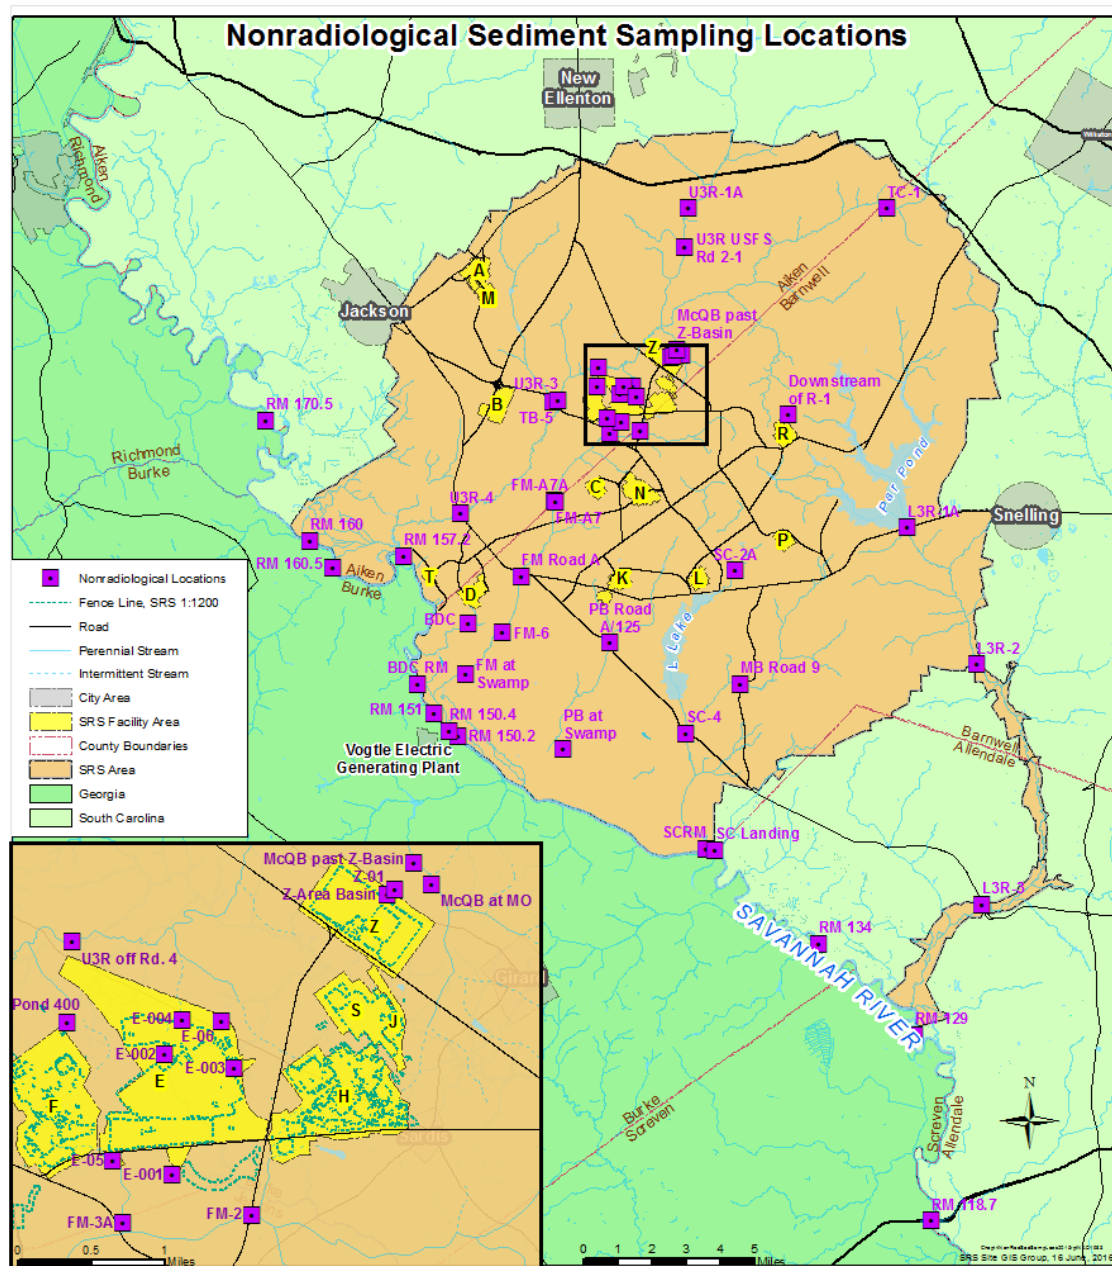 Nonradiological Sediment Sampling Locations
New
Ellenton
Aiken
Richmond
U3R-1A
TC-1
U3R USFS
Rd 2-1
Aiken
Barnwell
A
M
Jackson
McQB past
Z-Basin
Z
U3R-3
TB-5
B
Downstream
of R-1
R
RM 170.5
Richmond
Burke
Par Pond
C
N
FM-A7A
FM-A7
U3R-4
L3R-1A
Snelling
RM 160
RM 160.5
RM 157.2
Aiken
Burke
P
SC-2A
FM Road A
T
D
K
L
PB Road
A/125
BDC
FM-6
L Lake
L3R-2
BDC RM
FM at
Swamp
MB Road 9
RM 151
RM 150.4
RM 150.2
PB at
Swamp
SC-4
Barnwell
Allendale
Vogtle Electric
Generating Plant
Nonradiological Locations
Fence Line, SRS 1:1200
Road
Perennial Stream
Intermittent Stream
City Area
SRS Facility Area
County Boundaries
SRS Area
Georgia
South Carolina
SCRM
SC Landing
L3R-3
SAVANNAH RIVER
RM 134
RM 129
Girard
Sardis
Burke
Screven
Screven
Allendale
N
RM 118.7
McQB past Z-Basin
Z-01
Z-Area Basin
McQB at MO
Z
U3R off Rd. 4
Pond 400
E-004
E-06
E-002
E-003
E
S
J
F
H
E-05
E-001
FM-3A
FM-2
0 0.5 1
Miles
0 1 2 3 4 5
Miles
SRS Site GIS Group, 16 June, 2016